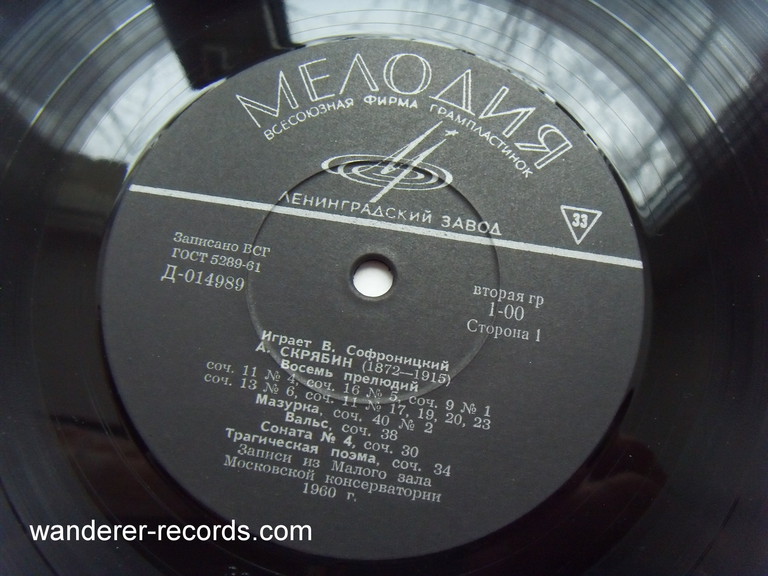 МЕЛОДИЯ
ВСЕСОЮЗНАЯ ФИРМА ГРАМПЛАСТИНОК
ЛЕНИНГРАДСКИЙ ЗАВОД
33
Записано ВСГ
ГОСТ 5289-61
Д-014989
вторая гр
1-00
Сторона 1
Играет В. Софроницкий
А. СКРЯБИН (1872—1915)
Восемь прелюдий
соч. 11 № 4, соч. 16 № 5, соч. 9 № 1
соч. 13 № 6, соч. 11 № 17, 19, 20, 23
Мазурка, соч. 40 № 2
Вальс, соч. 38
Соната № 4, соч. 30
Трагическая поэма, соч. 34
Записи из Малого зала
Московской консерватории
1960 г.
wanderer-records.com